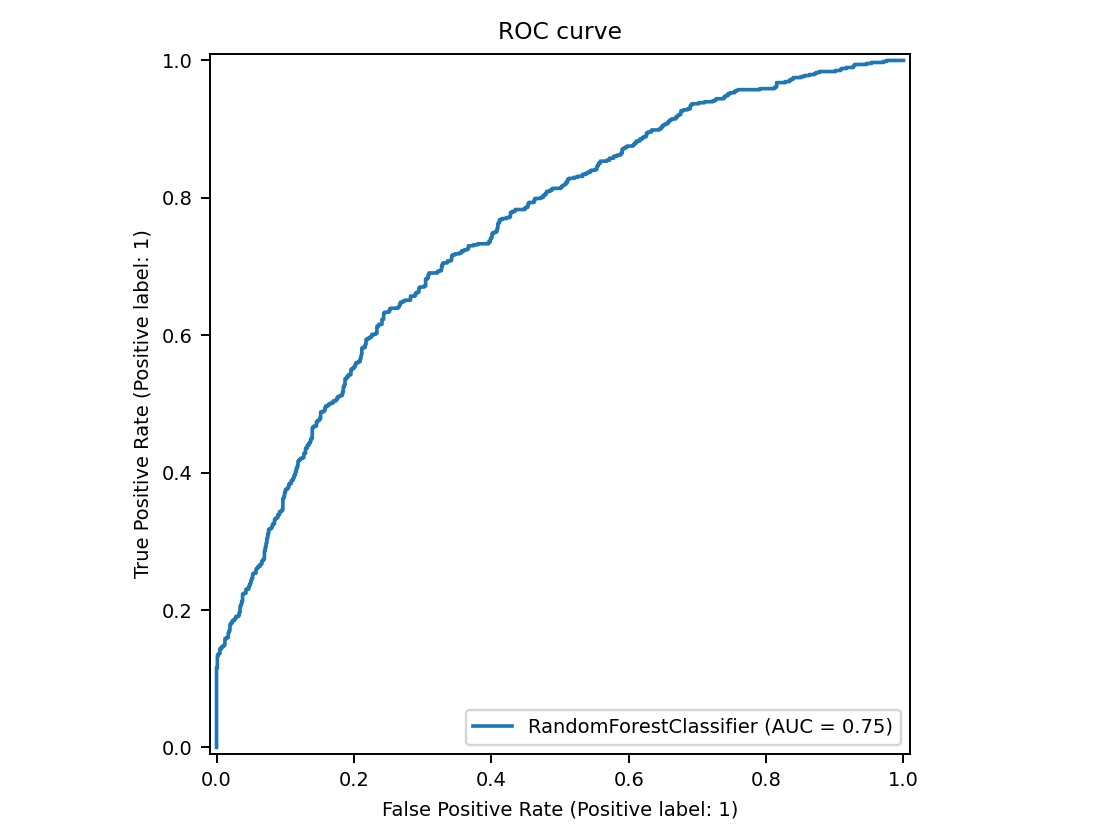 ROC curve
True Positive Rate (Positive label: 1)
1.0
0.8
0.6
0.4
0.2
0.0
RandomForestClassifier (AUC = 0.75)
0.0 0.2 0.4 0.6 0.8 1.0
False Positive Rate (Positive label: 1)